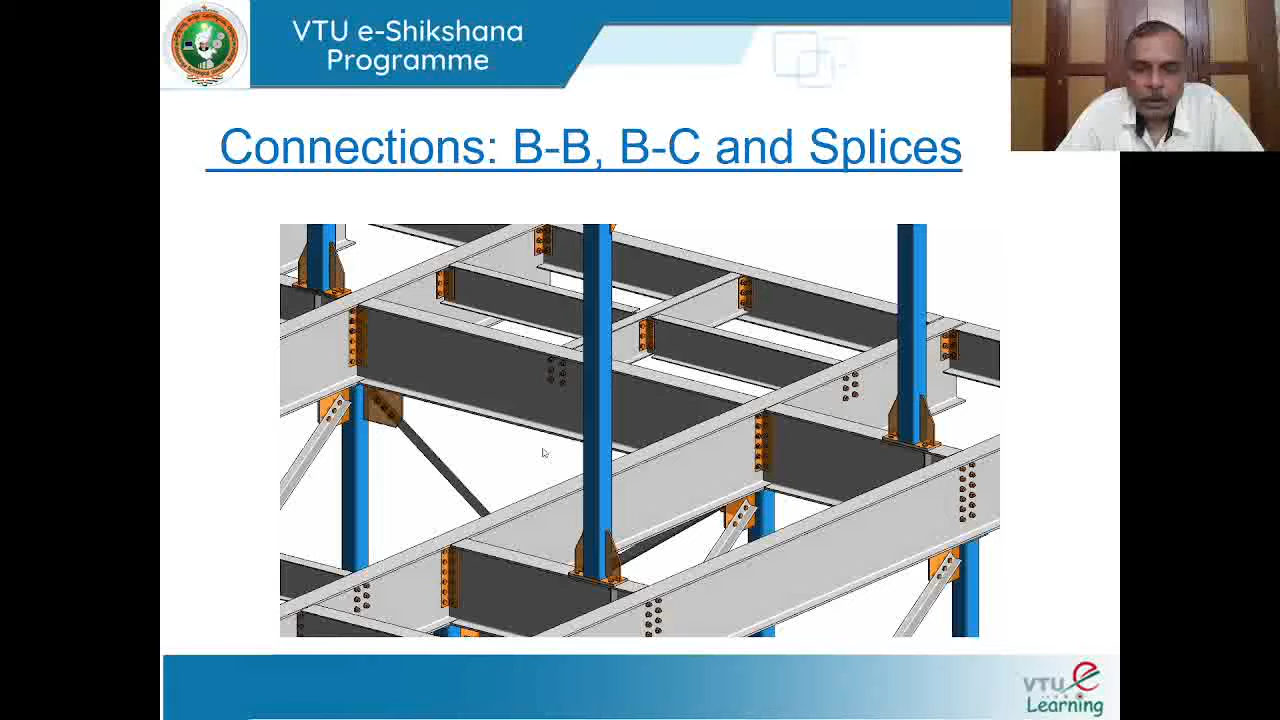 VTU e-Shikshana
Programme
Connections: B-B, B-C and Splices
VTU e
Learning